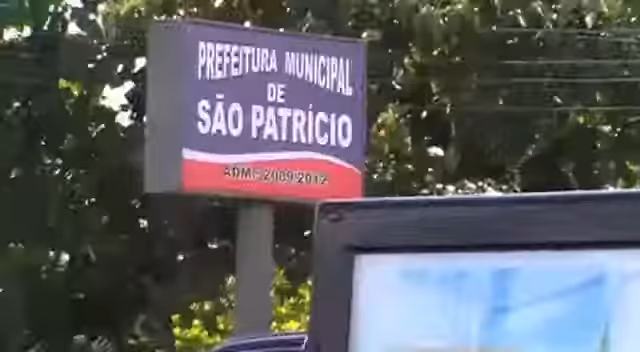 PREFEITURA MUNICIPAL
DE
SÃO PATRÍCIO
ADM. 2009/2012